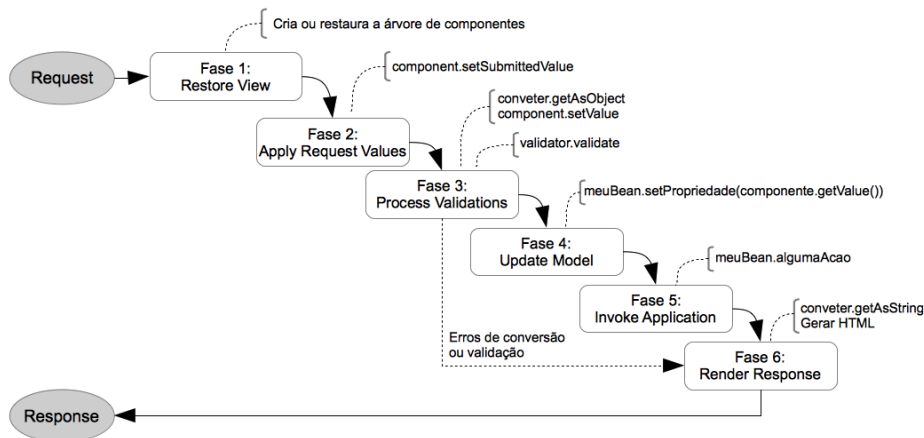 Cria ou restaura a árvore de componentes
Request
Fase 1:
Restore View
component.setSubmittedValue
Fase 2:
Apply Request Values
conveter.getAsObject
component.setValue
validator.validate
Fase 3:
Process Validations
meuBean.setPropriedade(componente.getValue())
Fase 4:
Update Model
meuBean.algumaAcao
Fase 5:
Invoke Application
conveter.getAsString
Gerar HTML
Erros de conversão
ou validação
Fase 6:
Render Response
Response